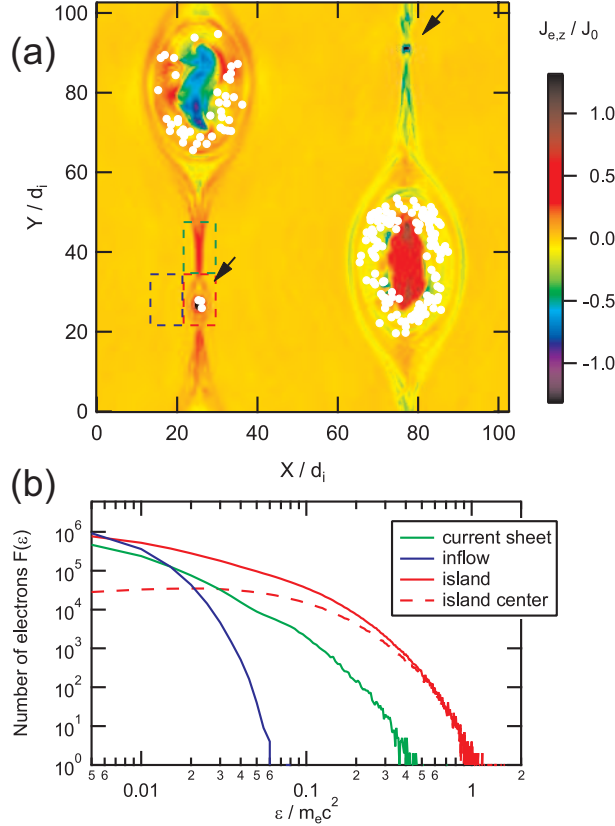 (a)
J_{e,z} / J_0
100
80
60
40
20
0
Y / d_i
0
20
40
60
80
100
X / d_i
1.0
0.5
0.0
-0.5
-1.0
(b)
Number of electrons F(ε)
10^6
10^5
10^4
10^3
10^2
10^1
10^0
current sheet
inflow
island
island center
5 6 0.01 2 3 4 5 6 0.1 2 3 4 5 6 1 2
ε / m_ec^2